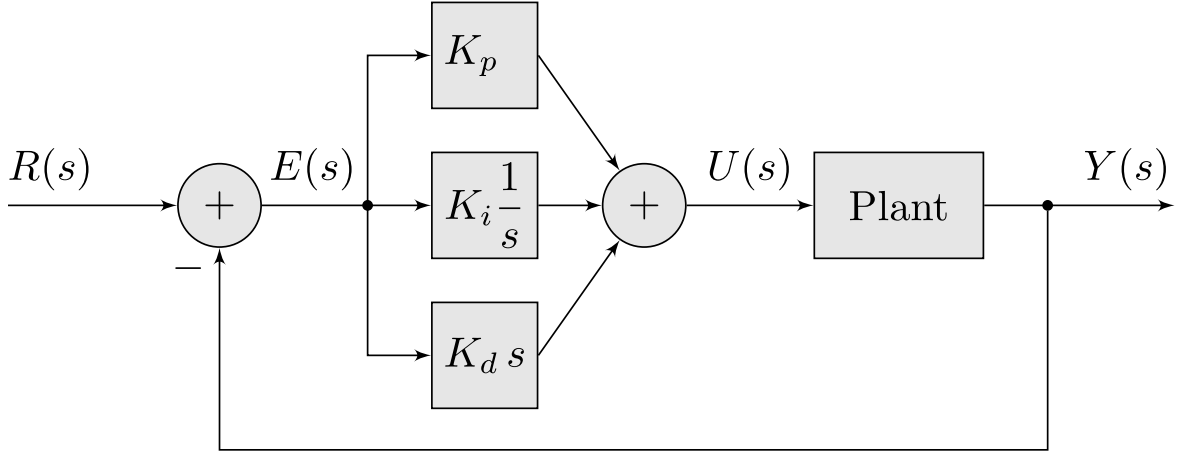 K_p
R(s)
+
E(s)
K_i 1/s
+
U(s)
Plant
Y(s)
−
K_d s